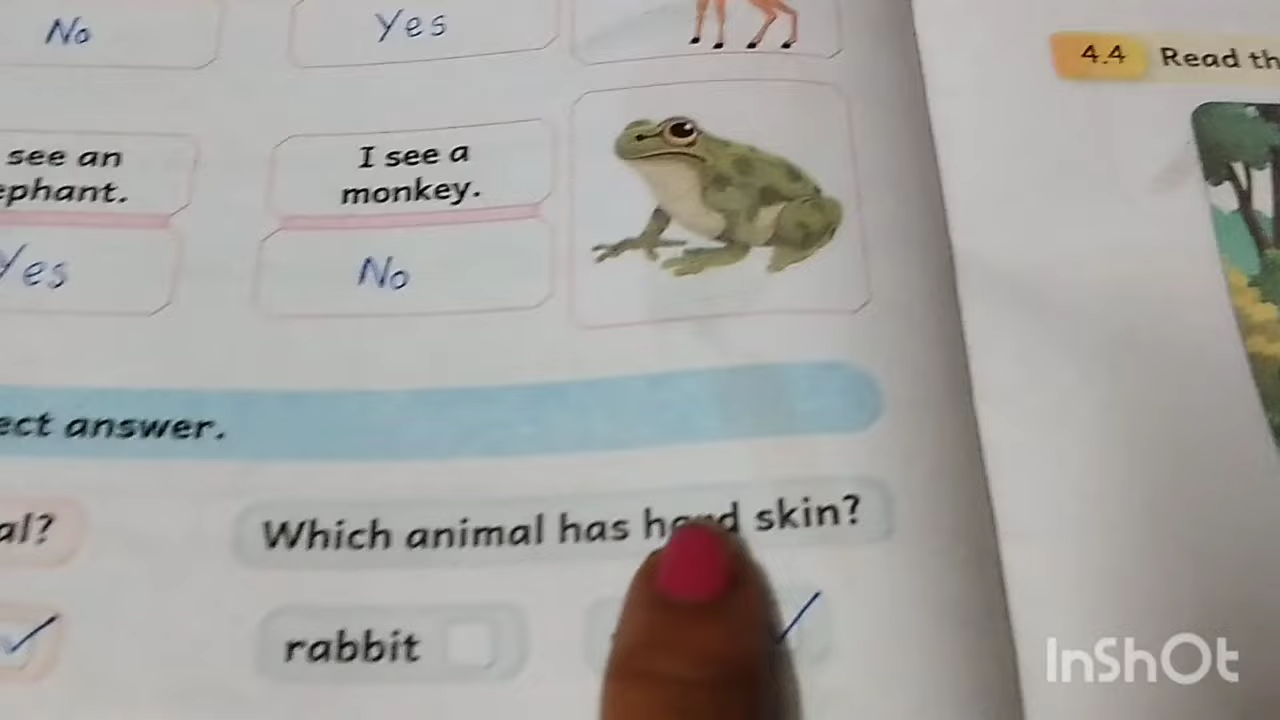 No
Yes
4.4 Read th
see an
ephant.
I see a
monkey.
Yes
No
ect answer.
al?
Which animal has hard skin?
rabbit
InShOt